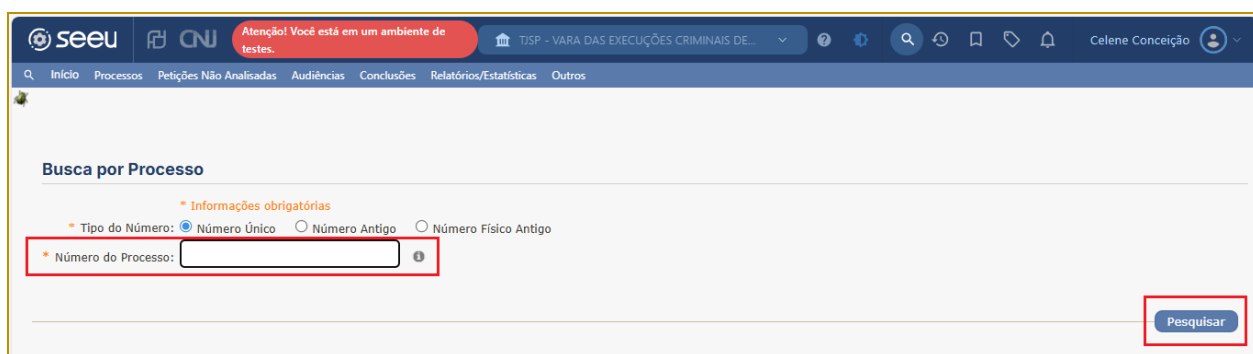 seeu CNJ Atenção! Você está em um ambiente de testes. TJSP - VARA DAS EXECUÇÕES CRIMINAIS DE... Celene Conceição
Início Processos Petições Não Analisadas Audiências Conclusões Relatórios/Estatísticas Outros
Busca por Processo
* Informações obrigatórias
* Tipo do Número: Número Único Número Antigo Número Físico Antigo
* Número do Processo:
Pesquisar